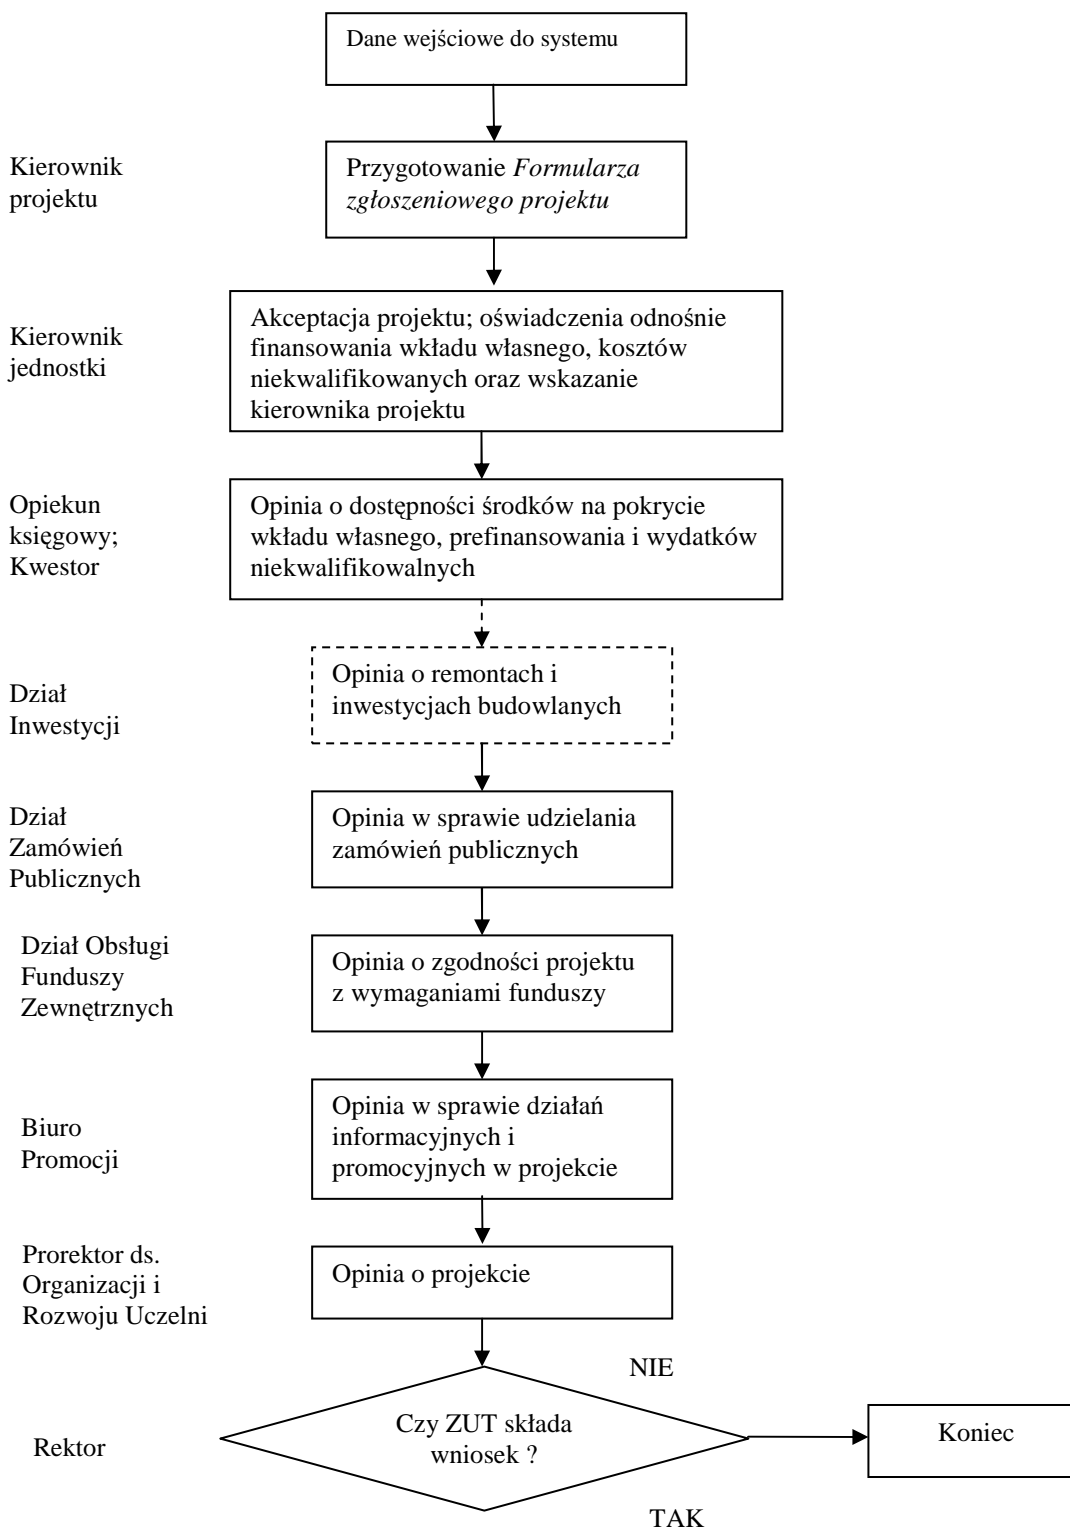 Dane wejściowe do systemu
Kierownik
projektu
Przygotowanie Formularza
zgłoszeniowego projektu
Kierownik
jednostki
Akceptacja projektu; oświadczenia odnośnie
finansowania wkładu własnego, kosztów
niekwalifikowanych oraz wskazanie
kierownika projektu
Opiekun
księgowy;
Kwestor
Opinia o dostępności środków na pokrycie
wkładu własnego, prefinansowania i wydatków
niekwalifikowalnych
Dział
Inwestycji
Opinia o remontach i
inwestycjach budowlanych
Dział
Zamówień
Publicznych
Opinia w sprawie udzielania
zamówień publicznych
Dział Obsługi
Funduszy
Zewnętrznych
Opinia o zgodności projektu
z wymaganiami funduszy
Biuro
Promocji
Opinia w sprawie działań
informacyjnych i
promocyjnych w projekcie
Prorektor ds.
Organizacji i
Rozwoju Uczelni
Opinia o projekcie
NIE
Rektor
Czy ZUT składa
wniosek ?
Koniec
TAK